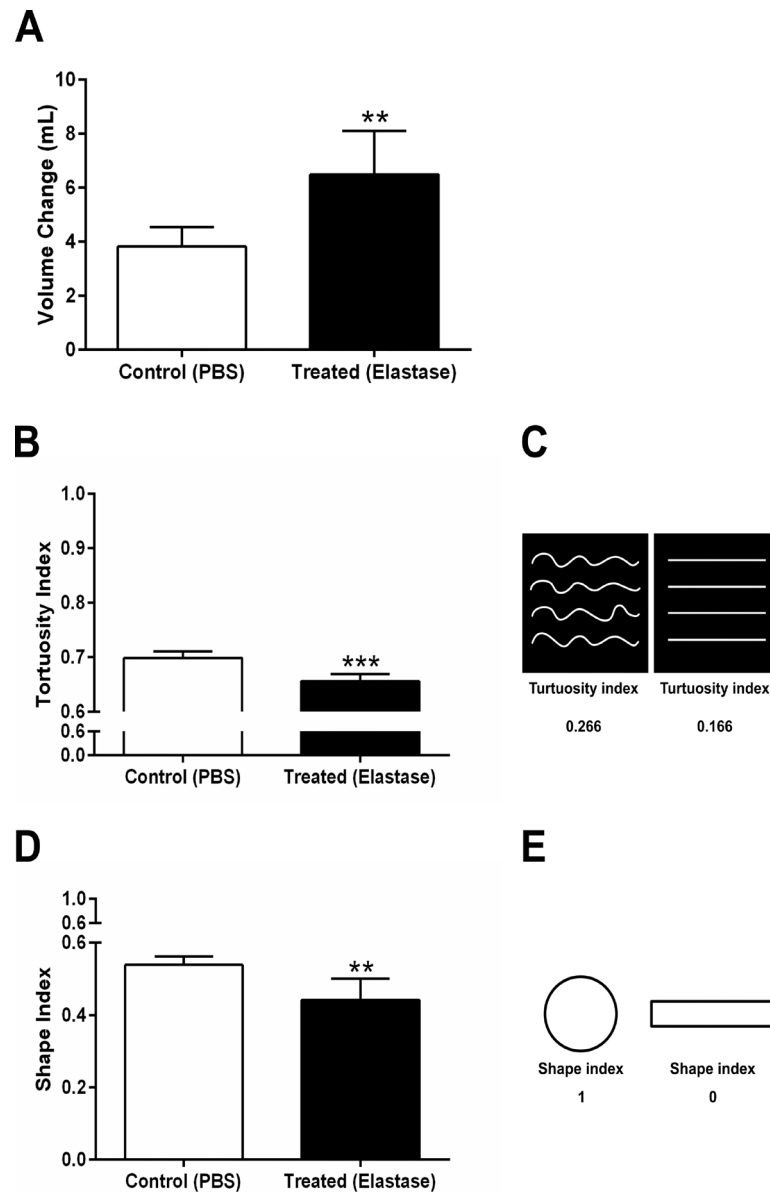 A
Volume Change (mL)
10
8
6
4
2
0
**
Control (PBS)
Treated (Elastase)
B
Tortuosity Index
1.0
0.9
0.8
0.7
0.6
0.6
0.0
***
Control (PBS)
Treated (Elastase)
C
Turtuosity index
Turtuosity index
0.266
0.166
D
Shape Index
1.0
0.6
0.6
0.4
0.2
0.0
**
Control (PBS)
Treated (Elastase)
E
Shape index
Shape index
1
0